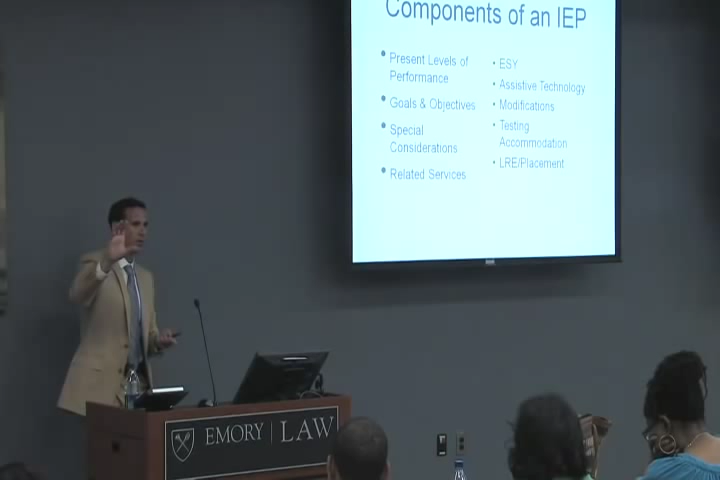 Components of an IEP
• Present Levels of
Performance
• Goals & Objectives
• Special
Considerations
• Related Services
• ESY
• Assistive Technology
• Modifications
• Testing
Accommodation
• LRE/Placement
EMORY | LAW